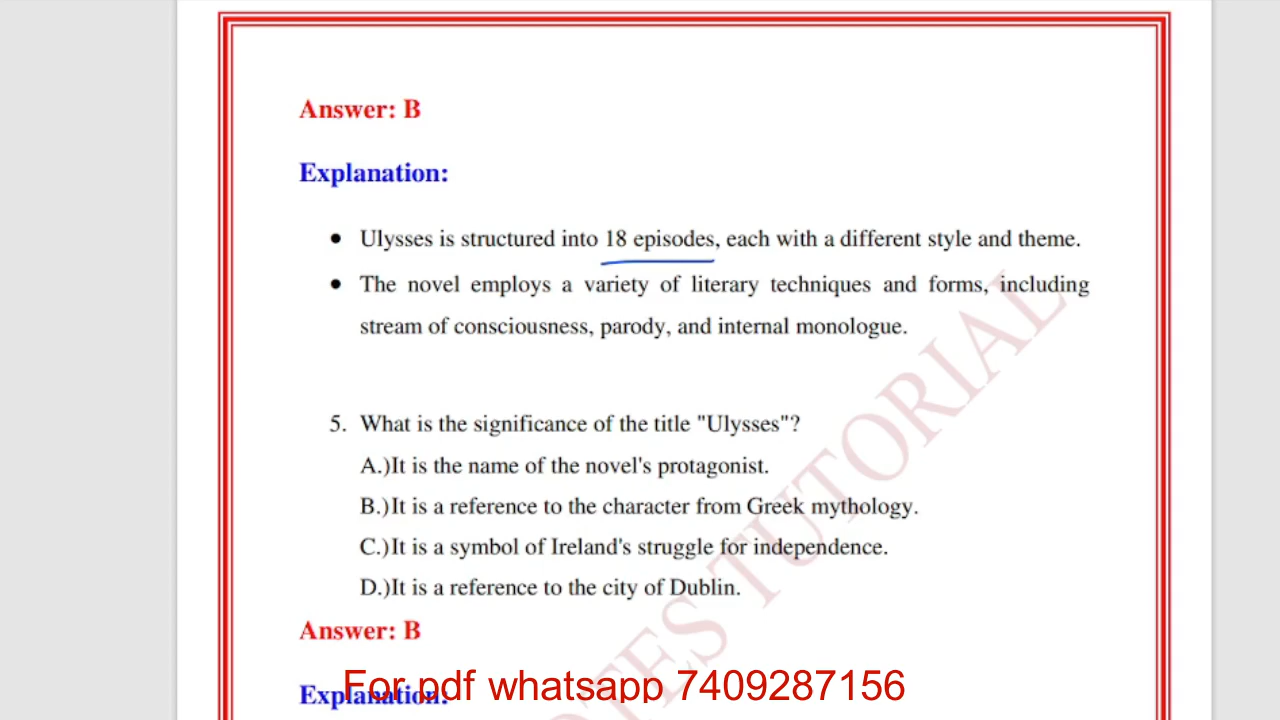 Answer: B
Explanation:
● Ulysses is structured into 18 episodes, each with a different style and theme.
● The novel employs a variety of literary techniques and forms, including
stream of consciousness, parody, and internal monologue.
5. What is the significance of the title "Ulysses"?
A.)It is the name of the novel's protagonist.
B.)It is a reference to the character from Greek mythology.
C.)It is a symbol of Ireland's struggle for independence.
D.)It is a reference to the city of Dublin.
Answer: B
Explanation:
For pdf whatsapp 7409287156
TES TUTORIAL